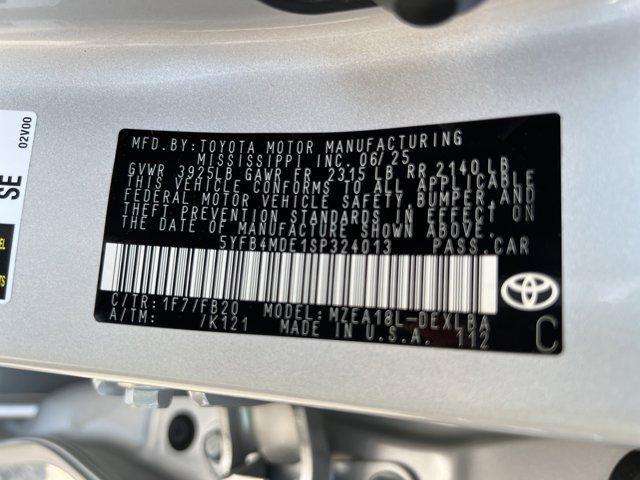 02V00
SE
MFD.BY:TOYOTA MOTOR MANUFACTURING
MISSISSIPPI INC.06/25
GVWR 3925LB GAWR FR 2315 LB RR 2140 LB
THIS VEHICLE CONFORMS TO ALL APPLICABLE
FEDERAL MOTOR VEHICLE SAFETY,BUMPER,AND
THEFT PREVENTION STANDARDS IN EFFECT ON
THE DATE OF MANUFACTURE SHOWN ABOVE.
5YFB4MDE1SP324013 PASS.CAR
C/TR:1F7/FB20 MODEL:MZEA18L-DEXLBA
A/TM: /K121 MADE IN U.S.A. 112
C